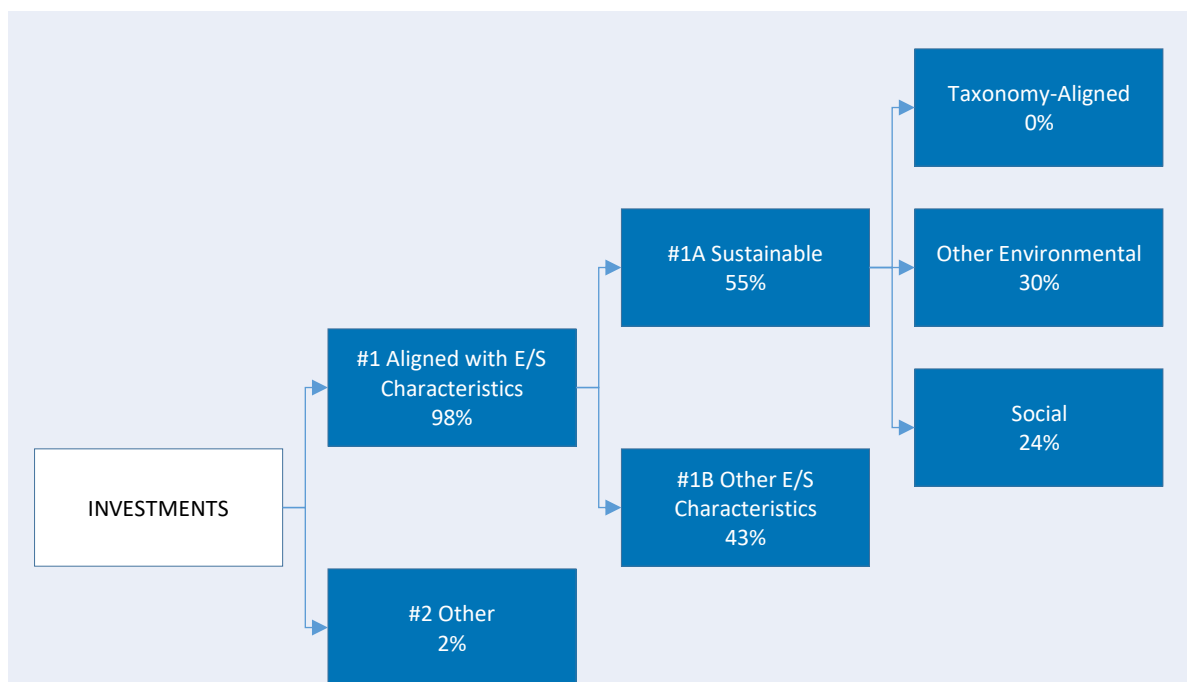 Taxonomy-Aligned
0%
#1A Sustainable
55%
Other Environmental
30%
#1 Aligned with E/S
Characteristics
98%
Social
24%
INVESTMENTS
#1B Other E/S
Characteristics
43%
#2 Other
2%